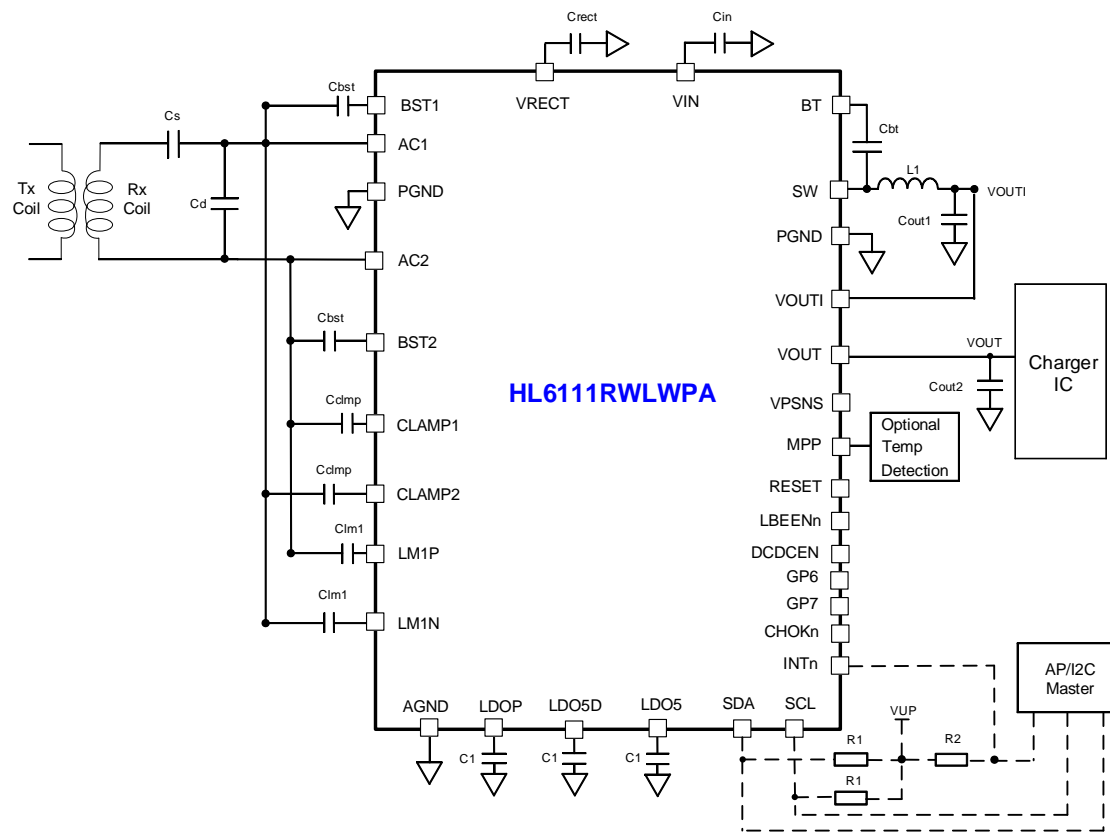 Crect
Cin
Cbst
BST1
VRECT
VIN
BT
Cs
AC1
Cbt
Tx
Coil
Rx
Coil
Cd
PGND
SW
L1
VOUTI
Cout1
PGND
AC2
VOUTI
Cbst
BST2
VOUT
VOUT
Cout2
Charger
IC
HL6111RWLWPA
VPSNS
Cclmp
CLAMP1
MPP
Optional
Temp
Detection
Cclmp
CLAMP2
RESET
LBEENn
Clm1
LM1P
DCDCEN
GP6
GP7
Clm1
LM1N
CHOKn
INTn
AP/I2C
Master
AGND
LDOP
LDO5D
LDO5
SDA
SCL
VUP
C1
C1
C1
R1
R2
R1